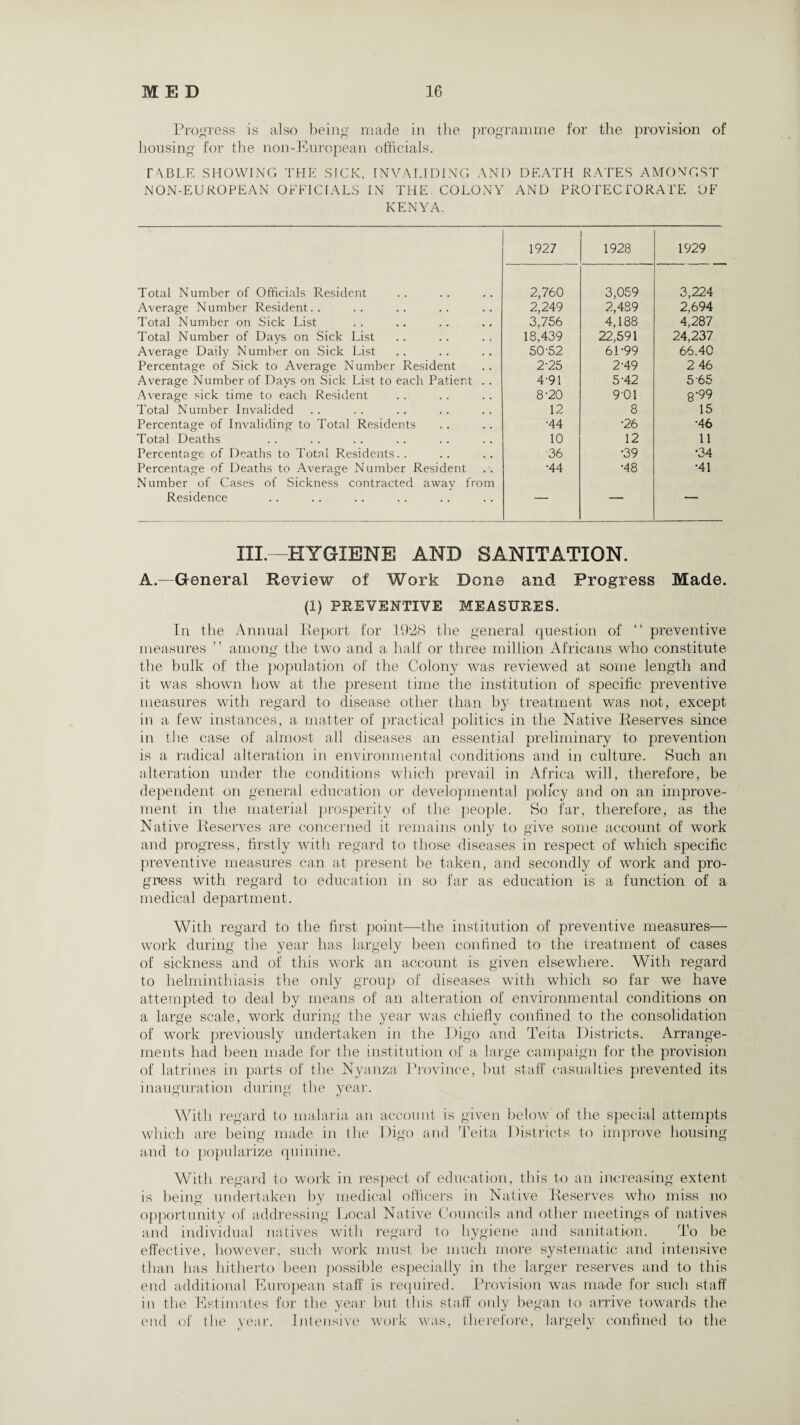 MED 16
Progress is also being made in the programme for the provision of
housing for the non-European officials.
TABLE SHOWING THE SICK, INVALIDING AND DEATH RATES AMONGST
NON-EUROPEAN OFFICIALS IN THE COLONY AND PROTECTORATE OF
KENYA.
1927 1928 1929
Total Number of Officials Resident .. .. .. 2,760 3,059 3,224
Average Number Resident.. .. .. .. .. 2,249 2,489 2,694
Total Number on Sick List .. .. .. .. 3,756 4,188 4,287
Total Number of Days on Sick List .. .. .. 18,439 22,591 24,237
Average Daily Number on Sick List .. .. .. 50·52 61·99 66.40
Percentage of Sick to Average Number Resident .. 2·25 2·49 2 46
Average Number of Days on Sick List to each Patient .. 4·91 5·42 5·65
Average sick time to each Resident .. .. .. 8·20 9·01 8·99
Total Number Invalided .. .. .. .. .. 12 8 15
Percentage of Invaliding to Total Residents .. .. ·44 ·26 ·46
Total Deaths .. .. .. .. .. .. 10 12 11
Percentage of Deaths to Total Residents.. .. .. 36 ·39 ·34
Percentage of Deaths to Average Number Resident .. ·44 ·48 ·41
Number of Cases of Sickness contracted away from
Residence .. .. .. .. .. .. — — —
III.—HYGIENE AND SANITATION.
A.—General Review of Work Done and Progress Made.
(1) PREVENTIVE MEASURES.
In the Annual Report for 1928 the general question of “ preventive
measures ” among the two and a half or three million Africans who constitute
the bulk of the population of the Colony was reviewed at some length and
it was shown how at the present time the institution of specific preventive
measures with regard to disease other than by treatment was not, except
in a few instances, a matter of practical politics in the Native Reserves since
in the case of almost all diseases an essential preliminary to prevention
is a radical alteration in environmental conditions and in culture. Such an
alteration under the conditions which prevail in Africa will, therefore, be
dependent on general education or developmental policy and on an improve-
ment in the material prosperity of the people. So far, therefore, as the
Native Reserves are concerned it remains only to give some account of work
and progress, firstly with regard to those diseases in respect of which specific
preventive measures can at present be taken, and secondly of work and pro-
gress with regard to education in so far as education is a function of a
medical department.
With regard to the first point—the institution of preventive measures—
work during the year has largely been confined to the treatment of cases
of sickness and of this work an account is given elsewhere. With regard
to helminthiasis the only group of diseases with which so far we have
attempted to deal by means of an alteration of environmental conditions on
a large scale, work during the year was chiefly confined to the consolidation
of work previously undertaken in the Digo and Teita Districts. Arrange-
ments had been made for the institution of a large campaign for the provision
of latrines in parts of the Nyanza Province, but staff casualties prevented its
inauguration during the year.
With regard to malaria an account is given below of the special attempts
which are being made in the Digo and Teita Districts to improve housing
and to popularize quinine.
With regard to work in respect of education, this to an increasing extent
is being undertaken by medical officers in Native Reserves who miss no
opportunity of addressing Local Native Councils and other meetings of natives
and individual natives with regard to hygiene and sanitation. To be
effective, however, such work must be much more systematic and intensive
than has hitherto been possible especially in the larger reserves and to this
end additional European staff is required. Provision was made for such staff
in the Estimates for the year but this staff only began to arrive towards the
end of the year. Intensive work was, therefore, largely confined to the